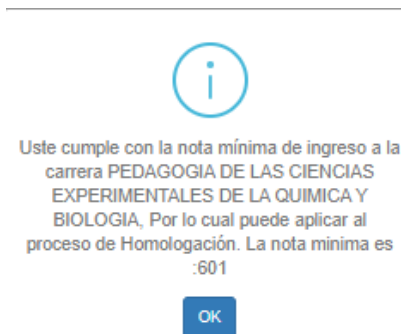 Uste cumple con la nota mínima de ingreso a la
carrera PEDAGOGIA DE LAS CIENCIAS
EXPERIMENTALES DE LA QUIMICA Y
BIOLOGIA, Por lo cual puede aplicar al
proceso de Homologación. La nota minima es
:601
OK